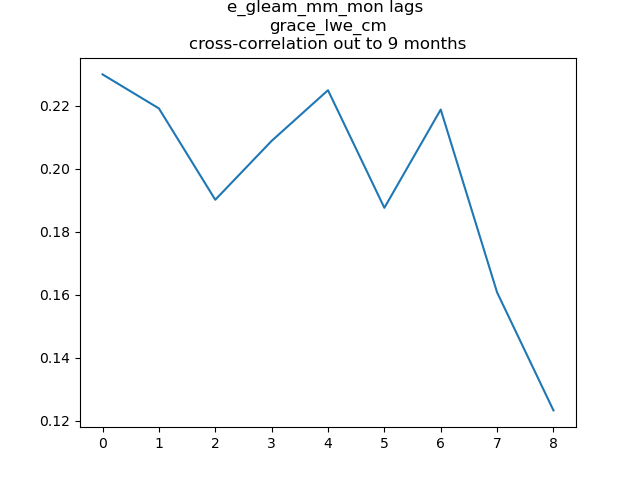 e_gleam_mm_mon lags
grace_lwe_cm
cross-correlation out to 9 months
0.22
0.20
0.18
0.16
0.14
0.12
0 1 2 3 4 5 6 7 8